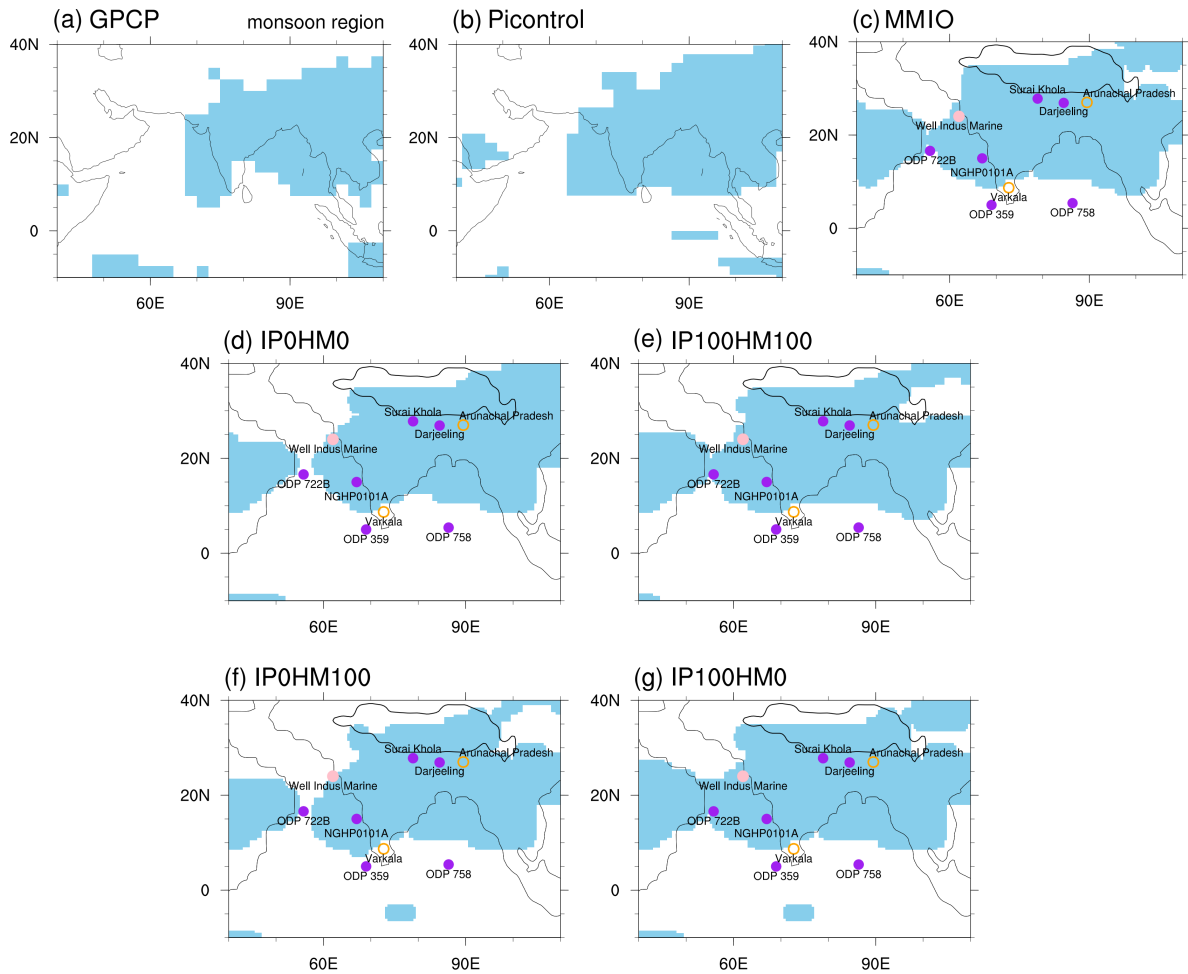 (a) GPCP monsoon region
(b) Picontrol
(c) MMIO
40N
20N
0
60E 90E
40N
20N
0
60E 90E
40N
20N
0
60E 90E
Surai Khola
Arunachal Pradesh
Darjeeling
Well Indus Marine
ODP 722B
NGHP0101A
Varkala
ODP 359
ODP 758
(d) IP0HM0
40N
20N
0
60E 90E
Surai Khola
Arunachal Pradesh
Darjeeling
Well Indus Marine
ODP 722B
NGHP0101A
Varkala
ODP 359
ODP 758
(e) IP100HM100
40N
20N
0
60E 90E
Surai Khola
Arunachal Pradesh
Darjeeling
Well Indus Marine
ODP 722B
NGHP0101A
Varkala
ODP 359
ODP 758
(f) IP0HM100
40N
20N
0
60E 90E
Surai Khola
Arunachal Pradesh
Darjeeling
Well Indus Marine
ODP 722B
NGHP0101A
Varkala
ODP 359
ODP 758
(g) IP100HM0
40N
20N
0
60E 90E
Surai Khola
Arunachal Pradesh
Darjeeling
Well Indus Marine
ODP 722B
NGHP0101A
Varkala
ODP 359
ODP 758